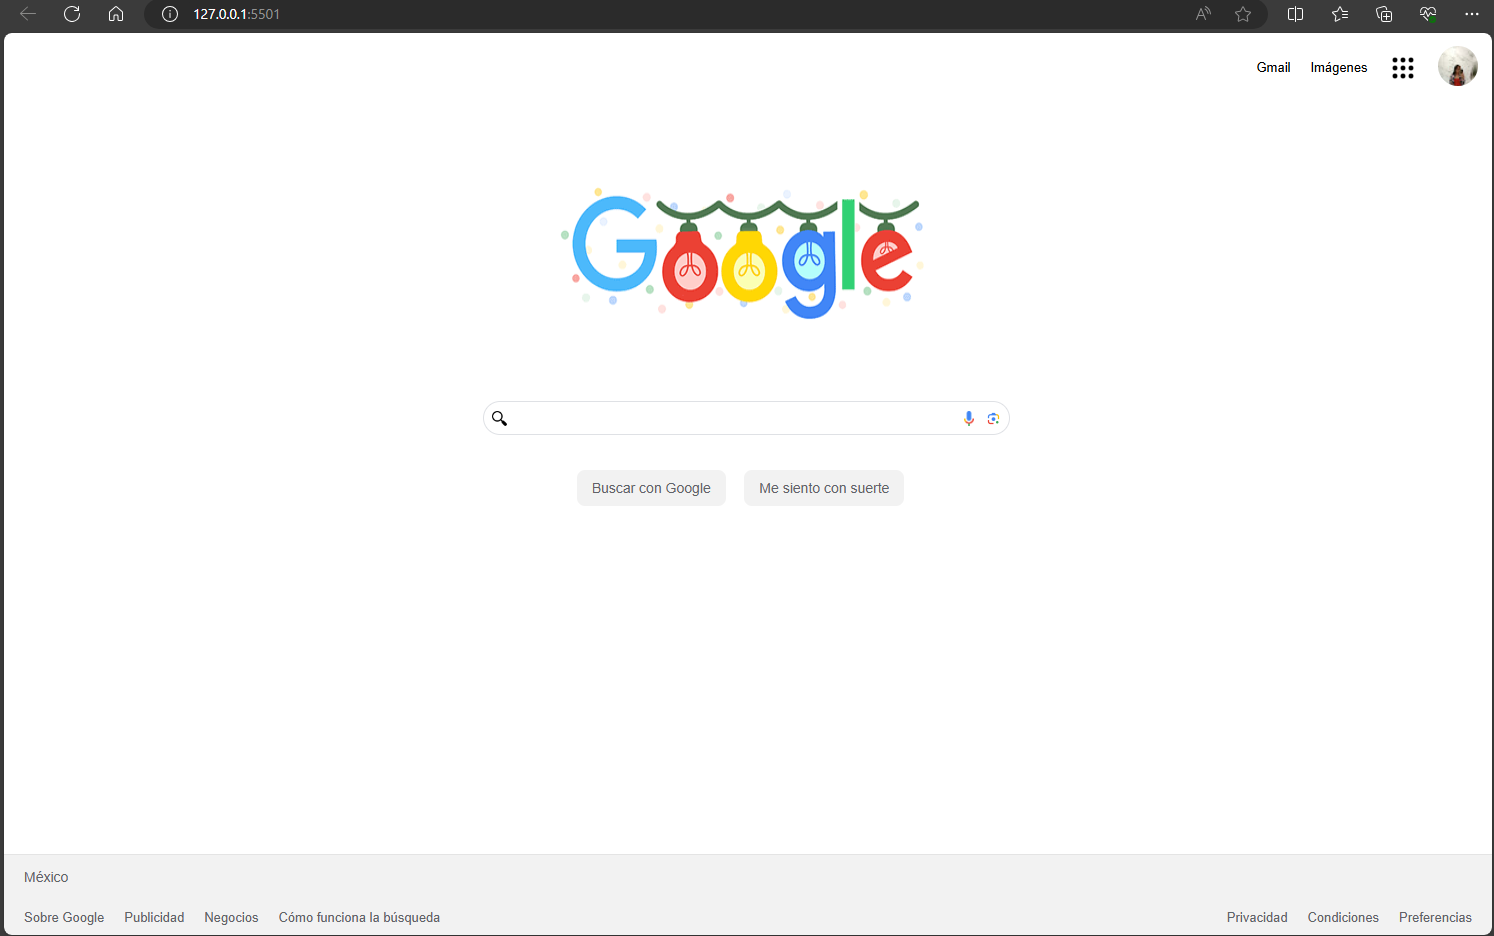 127.0.0.1:5501
Gmail Imágenes
Google
Buscar con Google Me siento con suerte
México
Sobre Google Publicidad Negocios Cómo funciona la búsqueda Privacidad Condiciones Preferencias